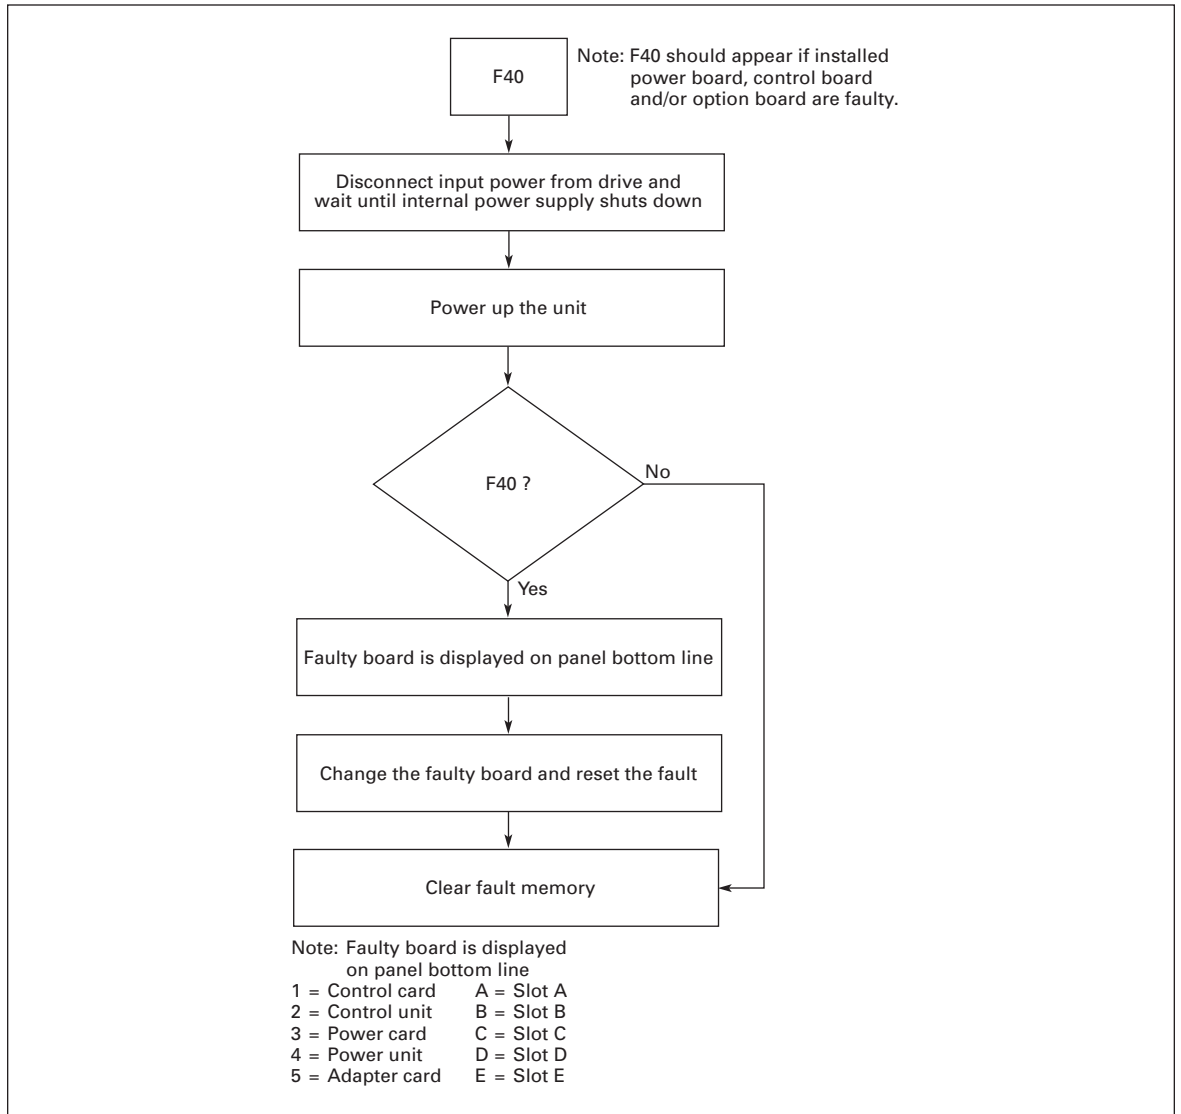 F40
Note: F40 should appear if installed
power board, control board
and/or option board are faulty.
Disconnect input power from drive and
wait until internal power supply shuts down
Power up the unit
F40 ?
No
Yes
Faulty board is displayed on panel bottom line
Change the faulty board and reset the fault
Clear fault memory
Note: Faulty board is displayed
on panel bottom line
1 = Control card A = Slot A
2 = Control unit B = Slot B
3 = Power card C = Slot C
4 = Power unit D = Slot D
5 = Adapter card E = Slot E